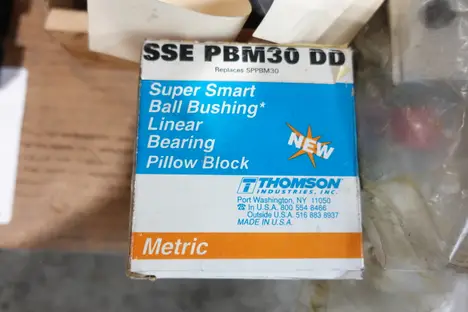 SSE PBM30 DD
Replaces SPPBM30
Super Smart
Ball Bushing*
Linear
Bearing
Pillow Block
NEW
THOMSON
INDUSTRIES, INC.
Port Washington, NY 11050
☎ In U.S.A. 800 554 8466
Outside U.S.A. 516 883 8937
MADE IN U.S.A.
Metric